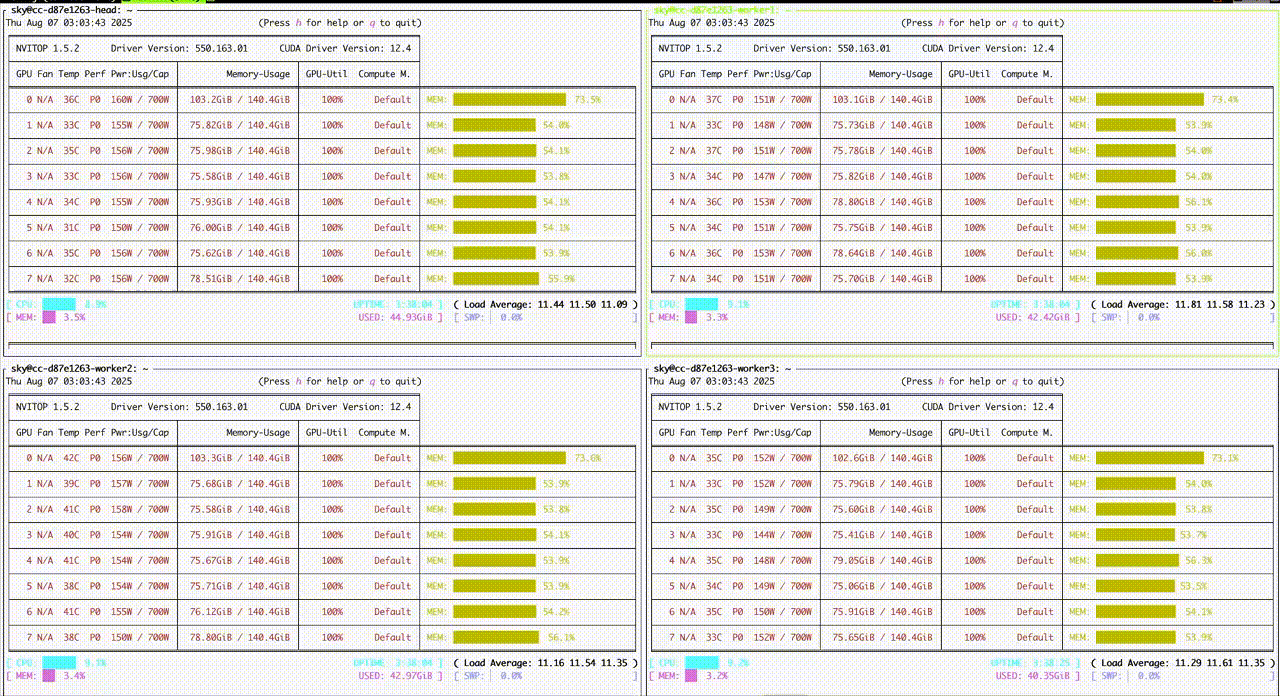 sky@cc-d87e1263-head: ~
Thu Aug 07 03:03:43 2025 (Press h for help or q to quit)
NVITOP 1.5.2 Driver Version: 550.163.01 CUDA Driver Version: 12.4
GPU Fan Temp Perf Pwr:Usg/Cap Memory-Usage GPU-Util Compute M.
0 N/A 36C P0 160W / 700W 103.2GiB / 140.4GiB 100% Default MEM: 73.5%
1 N/A 33C P0 155W / 700W 75.82GiB / 140.4GiB 100% Default MEM: 54.0%
2 N/A 35C P0 156W / 700W 75.98GiB / 140.4GiB 100% Default MEM: 54.1%
3 N/A 33C P0 156W / 700W 75.58GiB / 140.4GiB 100% Default MEM: 53.8%
4 N/A 34C P0 155W / 700W 75.93GiB / 140.4GiB 100% Default MEM: 54.1%
5 N/A 31C P0 150W / 700W 76.00GiB / 140.4GiB 100% Default MEM: 54.1%
6 N/A 35C P0 156W / 700W 75.62GiB / 140.4GiB 100% Default MEM: 53.9%
7 N/A 32C P0 156W / 700W 78.51GiB / 140.4GiB 100% Default MEM: 55.9%
[ CPU: 8.9% UPTIME: 3:38:04 ] ( Load Average: 11.44 11.50 11.09 )
[ MEM: 3.5% USED: 44.93GiB ] [ SWP: 0.0% ]
sky@cc-d87e1263-worker1: ~
Thu Aug 07 03:03:43 2025 (Press h for help or q to quit)
NVITOP 1.5.2 Driver Version: 550.163.01 CUDA Driver Version: 12.4
GPU Fan Temp Perf Pwr:Usg/Cap Memory-Usage GPU-Util Compute M.
0 N/A 37C P0 151W / 700W 103.1GiB / 140.4GiB 100% Default MEM: 73.4%
1 N/A 33C P0 148W / 700W 75.73GiB / 140.4GiB 100% Default MEM: 53.9%
2 N/A 37C P0 151W / 700W 75.78GiB / 140.4GiB 100% Default MEM: 54.0%
3 N/A 34C P0 147W / 700W 75.82GiB / 140.4GiB 100% Default MEM: 54.0%
4 N/A 36C P0 153W / 700W 78.80GiB / 140.4GiB 100% Default MEM: 56.1%
5 N/A 34C P0 151W / 700W 75.75GiB / 140.4GiB 100% Default MEM: 53.9%
6 N/A 36C P0 153W / 700W 78.64GiB / 140.4GiB 100% Default MEM: 56.0%
7 N/A 34C P0 151W / 700W 75.70GiB / 140.4GiB 100% Default MEM: 53.9%
[ CPU: 9.1% UPTIME: 3:38:04 ] ( Load Average: 11.81 11.58 11.23 )
[ MEM: 3.3% USED: 42.42GiB ] [ SWP: 0.0% ]
sky@cc-d87e1263-worker2: ~
Thu Aug 07 03:03:43 2025 (Press h for help or q to quit)
NVITOP 1.5.2 Driver Version: 550.163.01 CUDA Driver Version: 12.4
GPU Fan Temp Perf Pwr:Usg/Cap Memory-Usage GPU-Util Compute M.
0 N/A 42C P0 156W / 700W 103.3GiB / 140.4GiB 100% Default MEM: 73.6%
1 N/A 39C P0 157W / 700W 75.68GiB / 140.4GiB 100% Default MEM: 53.9%
2 N/A 41C P0 158W / 700W 75.58GiB / 140.4GiB 100% Default MEM: 53.8%
3 N/A 40C P0 154W / 700W 75.91GiB / 140.4GiB 100% Default MEM: 54.1%
4 N/A 41C P0 154W / 700W 75.67GiB / 140.4GiB 100% Default MEM: 53.9%
5 N/A 38C P0 154W / 700W 75.71GiB / 140.4GiB 100% Default MEM: 53.9%
6 N/A 41C P0 155W / 700W 76.12GiB / 140.4GiB 100% Default MEM: 54.2%
7 N/A 38C P0 150W / 700W 78.80GiB / 140.4GiB 100% Default MEM: 56.1%
[ CPU: 9.1% UPTIME: 3:38:04 ] ( Load Average: 11.16 11.54 11.35 )
[ MEM: 3.4% USED: 42.97GiB ] [ SWP: 0.0% ]
sky@cc-d87e1263-worker3: ~
Thu Aug 07 03:03:43 2025 (Press h for help or q to quit)
NVITOP 1.5.2 Driver Version: 550.163.01 CUDA Driver Version: 12.4
GPU Fan Temp Perf Pwr:Usg/Cap Memory-Usage GPU-Util Compute M.
0 N/A 35C P0 152W / 700W 102.6GiB / 140.4GiB 100% Default MEM: 73.1%
1 N/A 33C P0 152W / 700W 75.79GiB / 140.4GiB 100% Default MEM: 54.0%
2 N/A 35C P0 149W / 700W 75.60GiB / 140.4GiB 100% Default MEM: 53.8%
3 N/A 33C P0 144W / 700W 75.41GiB / 140.4GiB 100% Default MEM: 53.7%
4 N/A 35C P0 148W / 700W 79.05GiB / 140.4GiB 100% Default MEM: 56.3%
5 N/A 34C P0 149W / 700W 75.06GiB / 140.4GiB 100% Default MEM: 53.5%
6 N/A 35C P0 150W / 700W 75.91GiB / 140.4GiB 100% Default MEM: 54.1%
7 N/A 33C P0 152W / 700W 75.65GiB / 140.4GiB 100% Default MEM: 53.9%
[ CPU: 9.2% UPTIME: 3:38:25 ] ( Load Average: 11.29 11.61 11.35 )
[ MEM: 3.2% USED: 40.35GiB ] [ SWP: 0.0% ]